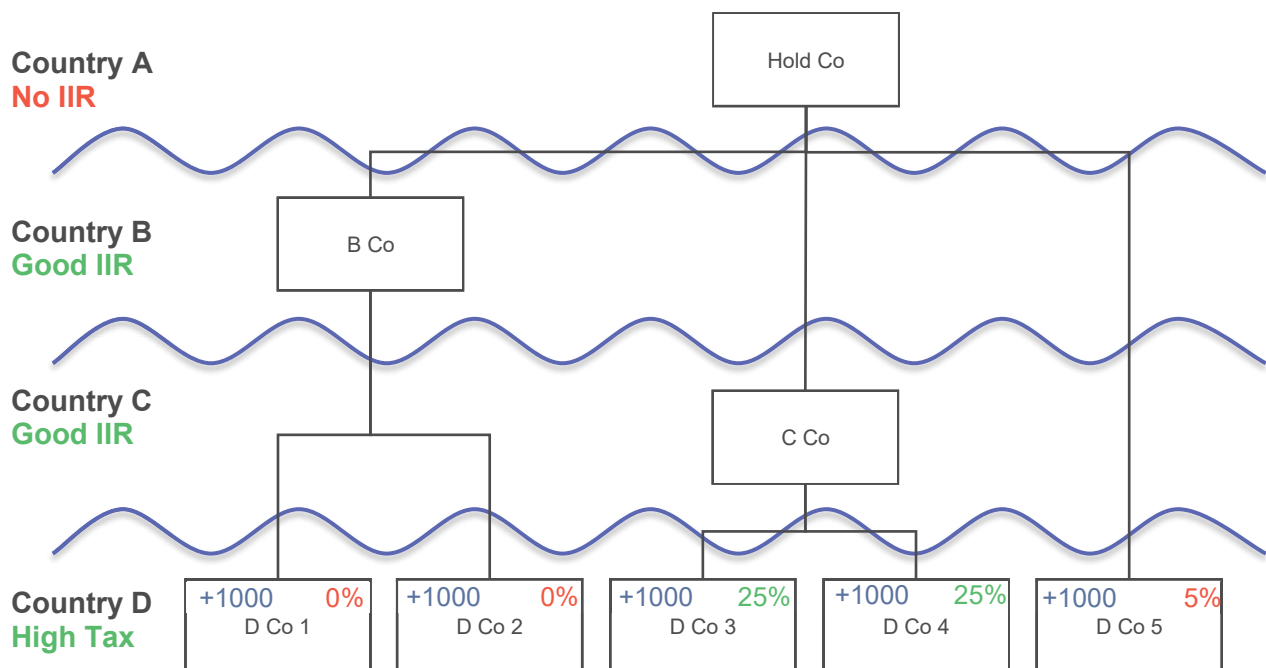 Country A
No IIR
Hold Co
Country B
Good IIR
B Co
Country C
Good IIR
C Co
Country D
High Tax
+1000 0%
D Co 1
+1000 0%
D Co 2
+1000 25%
D Co 3
+1000 25%
D Co 4
+1000 5%
D Co 5